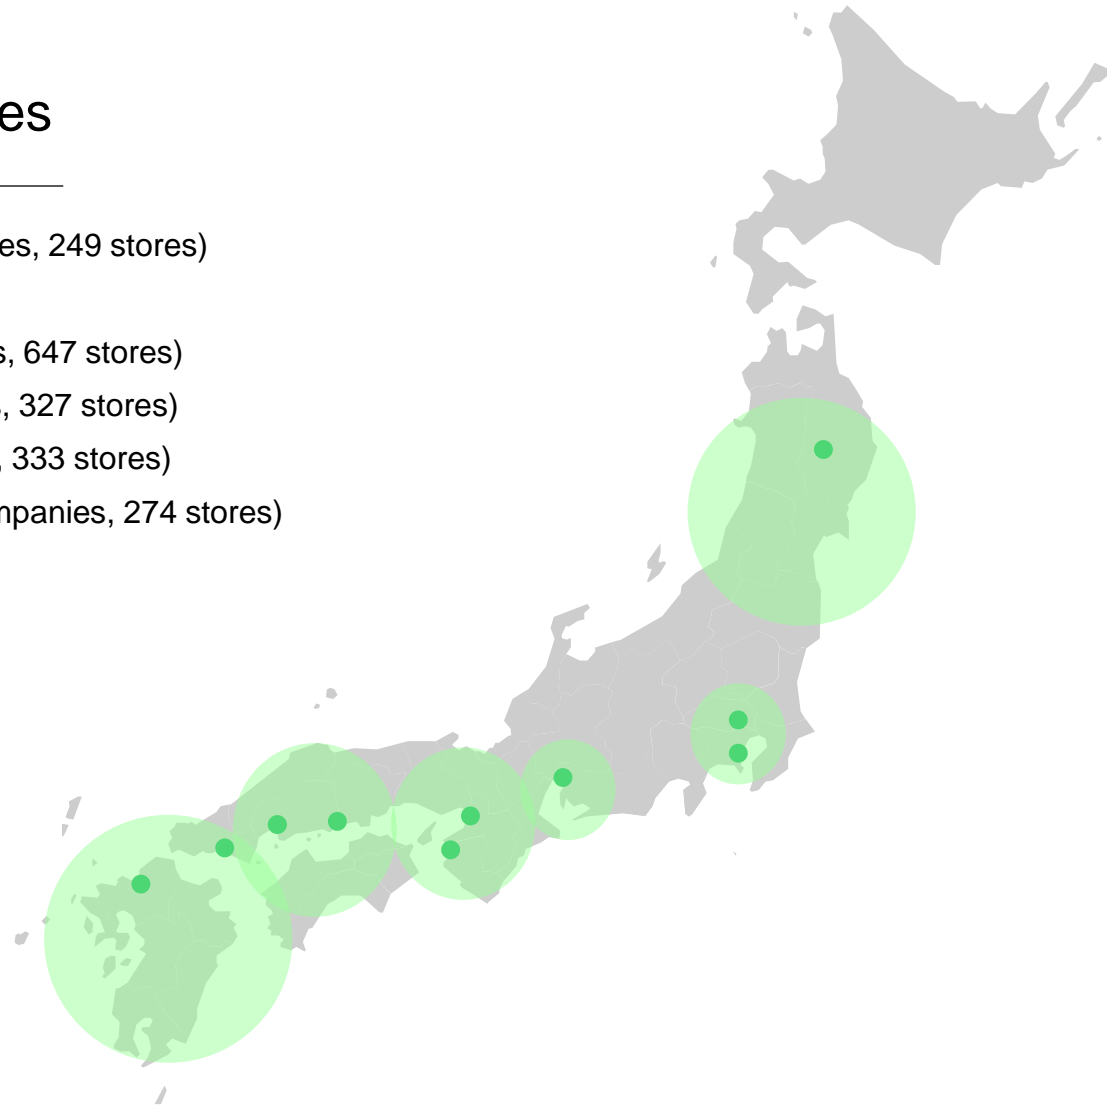 es
es, 249 stores)
s, 647 stores)
, 327 stores)
, 333 stores)
mpanies, 274 stores)